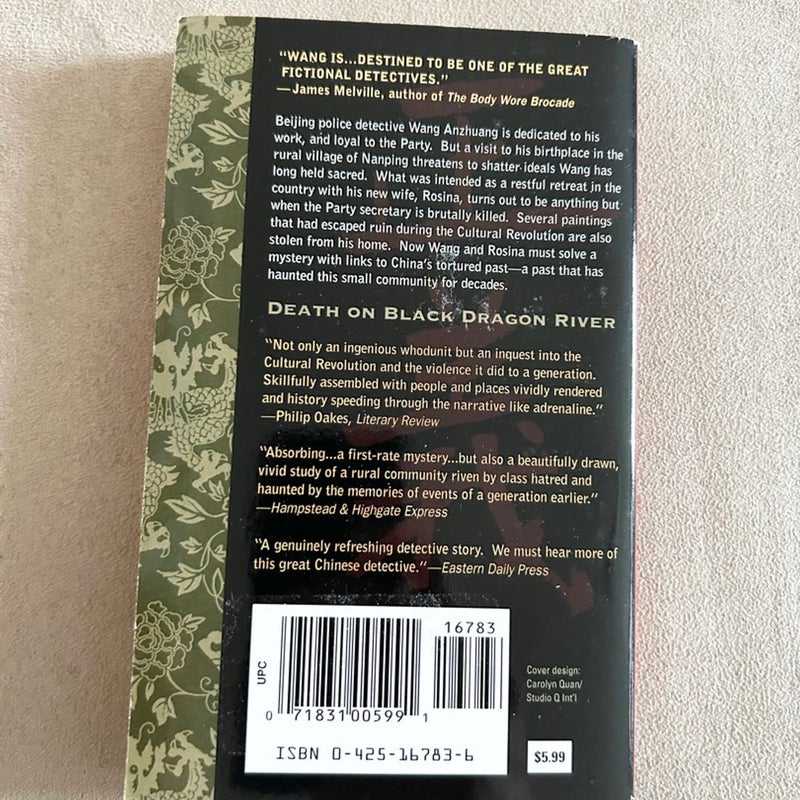 "WANG IS...DESTINED TO BE ONE OF THE GREAT
FICTIONAL DETECTIVES."
—James Melville, author of The Body Wore Brocade
Beijing police detective Wang Anzhuang is dedicated to his
work, and loyal to the Party. But a visit to his birthplace in the
rural village of Nanping threatens to shatter ideals Wang has
long held sacred. What was intended as a restful retreat in the
country with his new wife, Rosina, turns out to be anything but
when the Party secretary is brutally killed. Several paintings
that had escaped ruin during the Cultural Revolution are also
stolen from his home. Now Wang and Rosina must solve a
mystery with links to China's tortured past—a past that has
haunted this small community for decades.
DEATH ON BLACK DRAGON RIVER
"Not only an ingenious whodunit but an inquest into the
Cultural Revolution and the violence it did to a generation.
Skillfully assembled with people and places vividly rendered
and history speeding through the narrative like adrenaline."
—Philip Oakes, Literary Review
"Absorbing...a first-rate mystery...but also a beautifully drawn,
vivid study of a rural community riven by class hatred and
haunted by the memories of events of a generation earlier."
—Hampstead & Highgate Express
"A genuinely refreshing detective story. We must hear more of
this great Chinese detective."—Eastern Daily Press
16783
UPC
0 71831 00599 1
ISBN 0-425-16783-6
Cover design:
Carolyn Quan/
Studio Q Int'l
$5.99